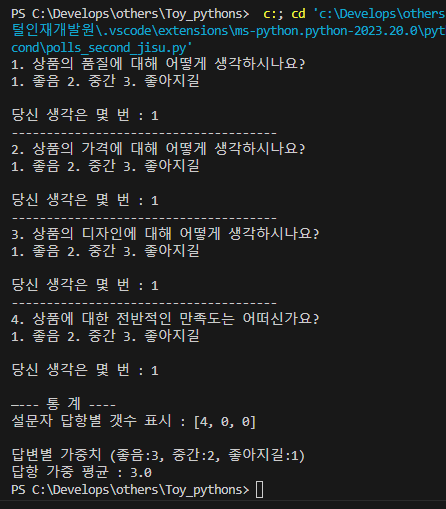 PS C:\Develops\others\Toy_pythons>  c:; cd 'c:\Develops\others
털인재개발원\.vscode\extensions\ms-python.python-2023.20.0\pyt
cond\polls_second_jisu.py'
1. 상품의 품질에 대해 어떻게 생각하시나요?
1. 좋음 2. 중간 3. 좋아지길
당신 생각은 몇 번 : 1
-------------------------------------
2. 상품의 가격에 대해 어떻게 생각하시나요?
1. 좋음 2. 중간 3. 좋아지길
당신 생각은 몇 번 : 1
-------------------------------------
3. 상품의 디자인에 대해 어떻게 생각하시나요?
1. 좋음 2. 중간 3. 좋아지길
당신 생각은 몇 번 : 1
-------------------------------------
4. 상품에 대한 전반적인 만족도는 어떠신가요?
1. 좋음 2. 중간 3. 좋아지길
당신 생각은 몇 번 : 1
—--- 통 계 ----
설문자 답항별 갯수 표시 : [4, 0, 0]
답변별 가중치 (좋음:3, 중간:2, 좋아지길:1)
답항 가중 평균 : 3.0
PS C:\Develops\others\Toy_pythons>